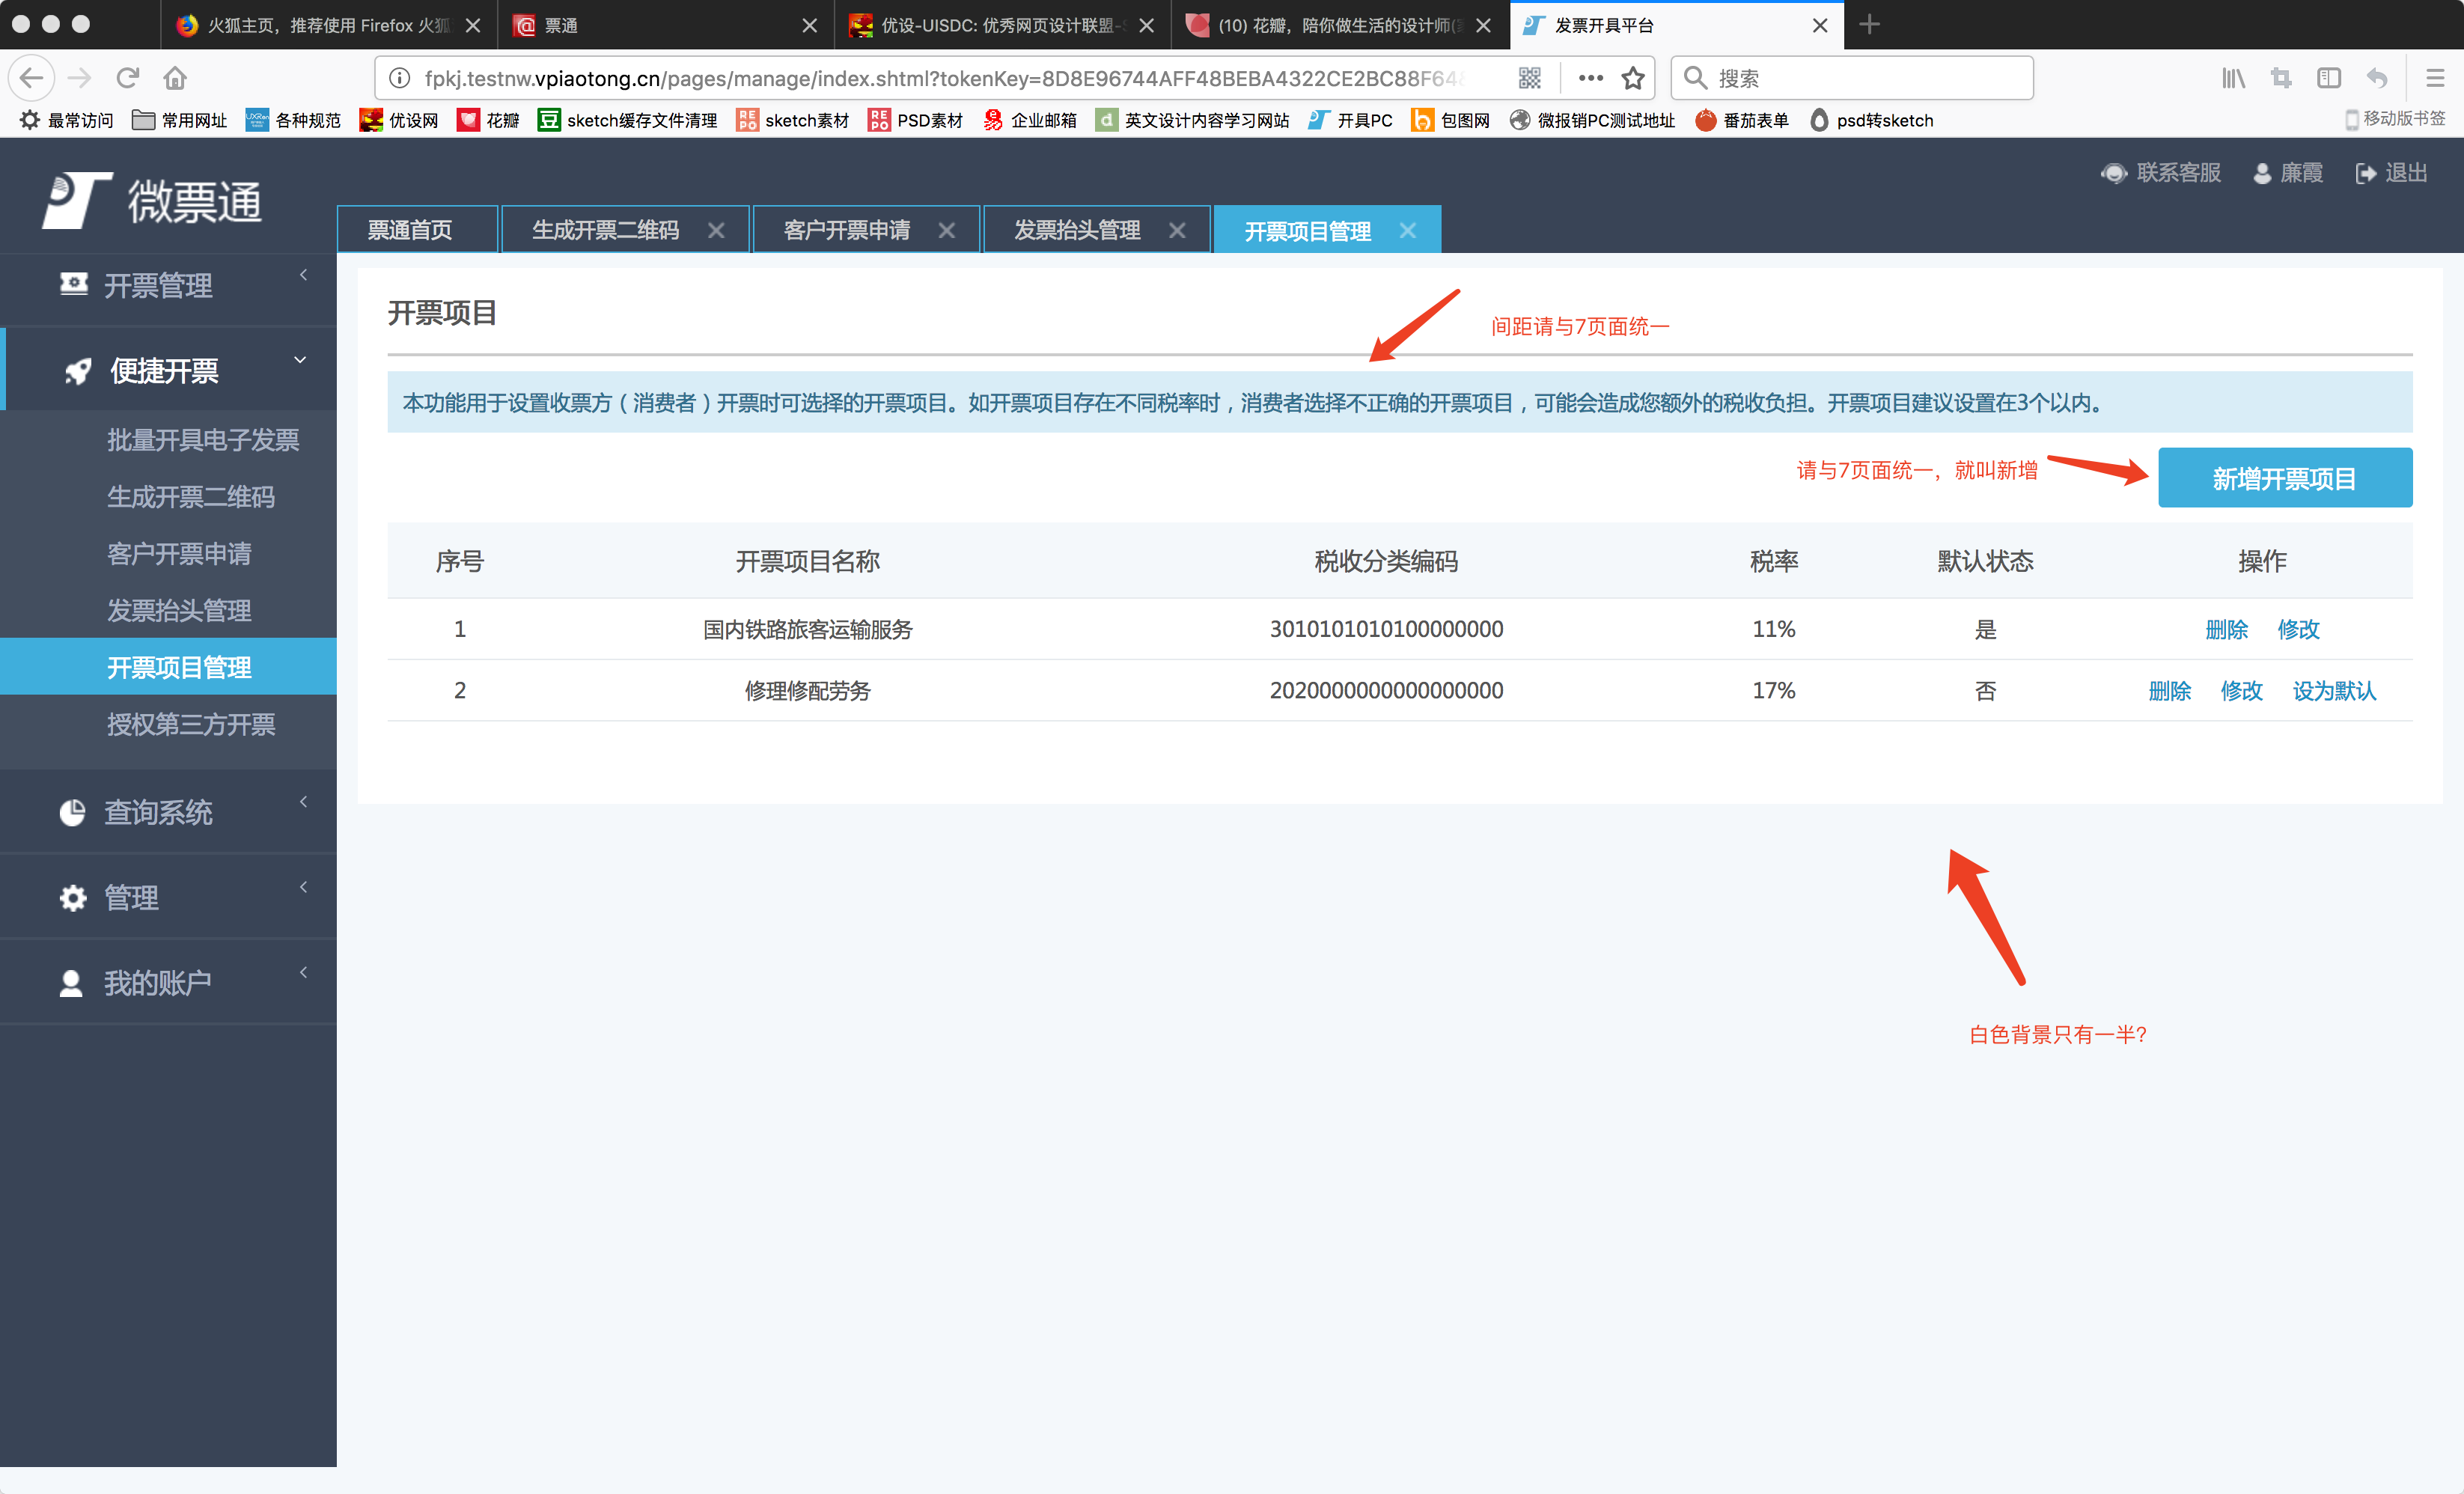 火狐主页，推荐使用 Firefox 火狐
票通
优设-UISDC: 优秀网页设计联盟-S
(10) 花瓣，陪你做生活的设计师(
发票开具平台
fpkj.testnw.vpiaotong.cn/pages/manage/index.shtml?tokenKey=8D8E96744AFF48BEBA4322CE2BC88F648
搜索
最常访问
常用网址
各种规范
优设网
花瓣
豆
sketch缓存文件清理
REPO
sketch素材
REPO
PSD素材
企业邮箱
d
英文设计内容学习网站
开具PC
包图网
微报销PC测试地址
番茄表单
psd转sketch
移动版书签
微票通
联系客服
廉霞
退出
票通首页
生成开票二维码
客户开票申请
发票抬头管理
开票项目管理
开票管理
便捷开票
批量开具电子发票
生成开票二维码
客户开票申请
发票抬头管理
开票项目管理
授权第三方开票
查询系统
管理
我的账户
开票项目
间距请与7页面统一
本功能用于设置收票方（消费者）开票时可选择的开票项目。如开票项目存在不同税率时，消费者选择不正确的开票项目，可能会造成您额外的税收负担。开票项目建议设置在3个以内。
请与7页面统一，就叫新增
新增开票项目
序号 开票项目名称 税收分类编码 税率 默认状态 操作
1 国内铁路旅客运输服务 3010101010100000000 11% 是 删除 修改
2 修理修配劳务 2020000000000000000 17% 否 删除 修改 设为默认
白色背景只有一半?